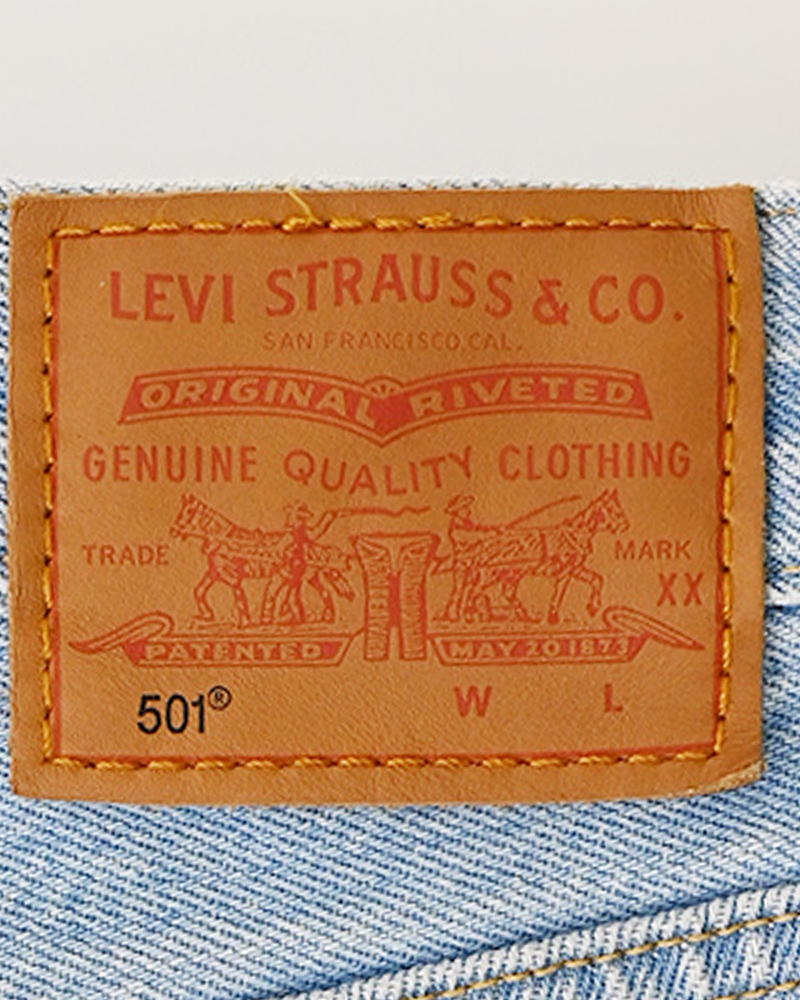 LEVI STRAUSS & CO.
SAN FRANCISCO, CAL.
ORIGINAL RIVETED
GENUINE QUALITY CLOTHING
TRADE MARK
XX
PATENTED MAY 20 1873
501® W L